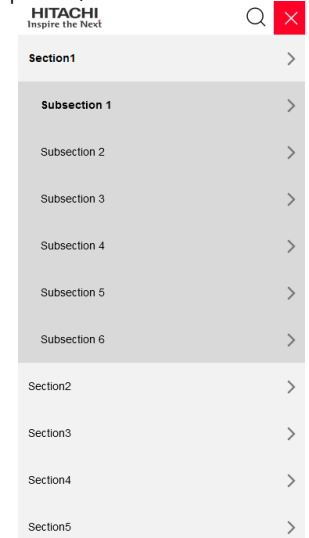 HITACHI
Inspire the Next
Section1
Subsection 1
Subsection 2
Subsection 3
Subsection 4
Subsection 5
Subsection 6
Section2
Section3
Section4
Section5